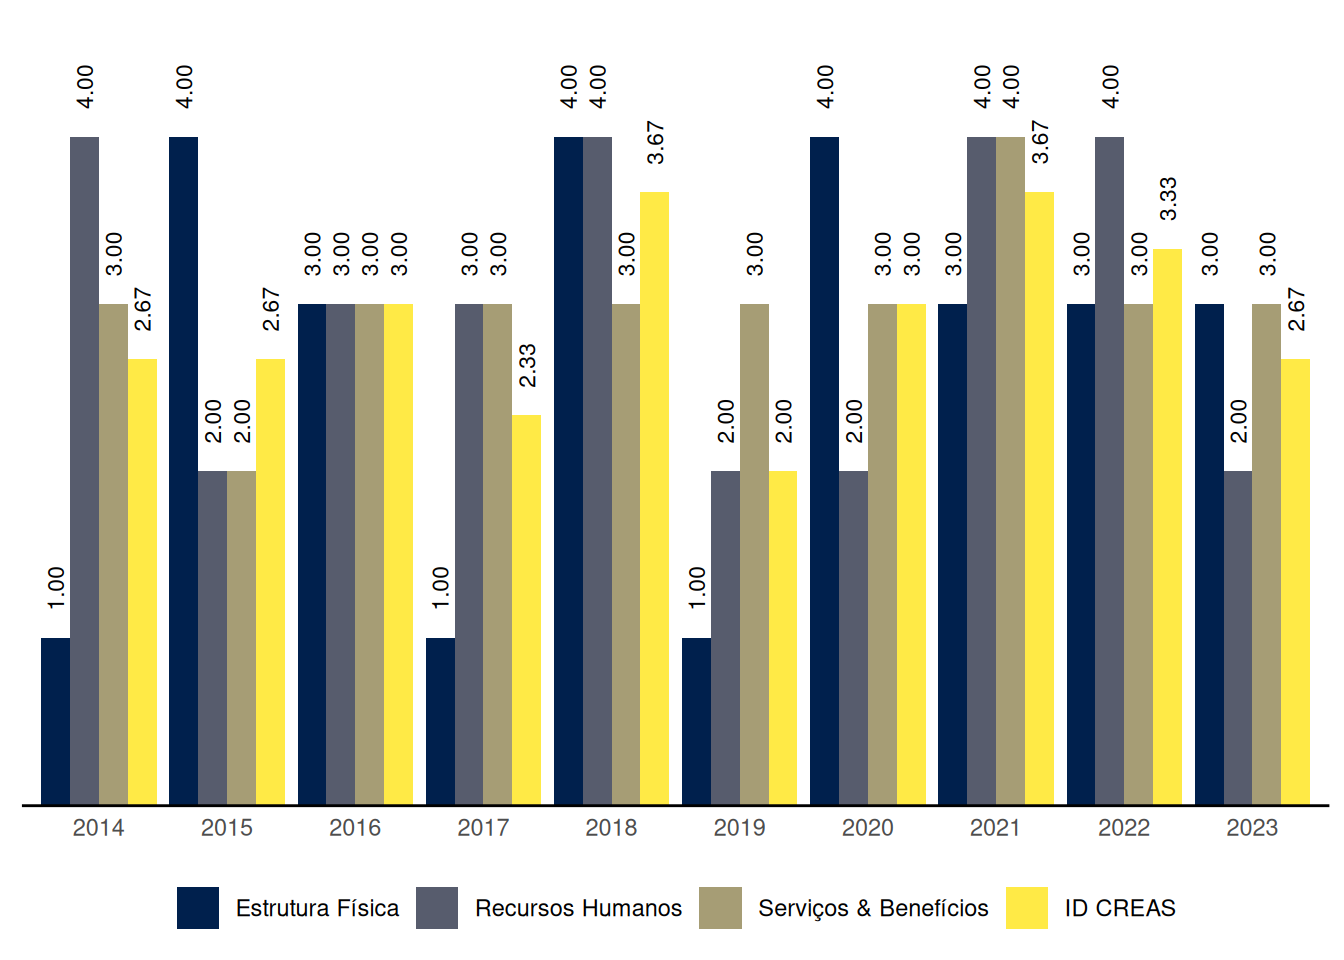 4.00 4.00 4.00 4.00 4.00 4.00 4.00 4.00
3.67 3.67
3.33
3.00 3.00 3.00 3.00 3.00 3.00 3.00 3.00 3.00 3.00 3.00 3.00 3.00 3.00 3.00 3.00
2.67 2.67 2.67
2.33
2.00 2.00 2.00 2.00 2.00 2.00
1.00 1.00 1.00
2014 2015 2016 2017 2018 2019 2020 2021 2022 2023
Estrutura Física Recursos Humanos Serviços & Benefícios ID CREAS